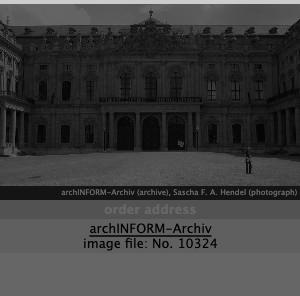 archINFORM-Archiv (archive), Sascha F. A. Hendel (photograph)
order address
archINFORM-Archiv
image file: No. 10324